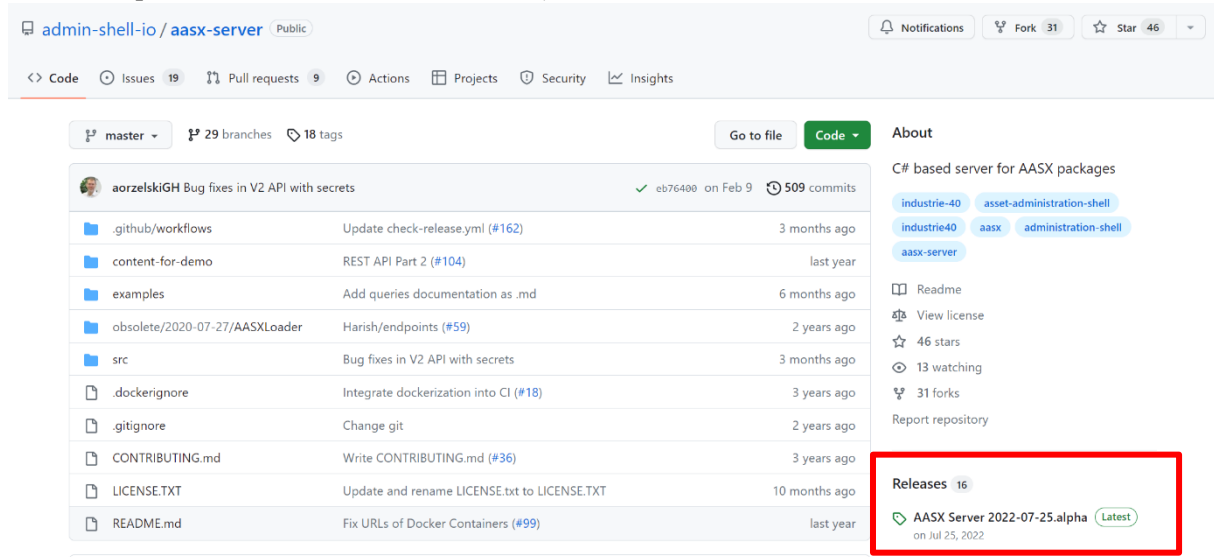 admin-shell-io / aasx-server Public
Notifications Fork 31 Star 46
Code Issues 19 Pull requests 9 Actions Projects Security Insights
master 29 branches 18 tags Go to file Code
aorzelskiGH Bug fixes in V2 API with secrets eb76400 on Feb 9 509 commits
.github/workflows Update check-release.yml (#162) 3 months ago
content-for-demo REST API Part 2 (#104) last year
examples Add queries documentation as .md 6 months ago
obsolete/2020-07-27/AASXLoader Harish/endpoints (#59) 2 years ago
src Bug fixes in V2 API with secrets 3 months ago
.dockerignore Integrate dockerization into CI (#18) 3 years ago
.gitignore Change git 2 years ago
CONTRIBUTING.md Write CONTRIBUTING.md (#36) 3 years ago
LICENSE.TXT Update and rename LICENSE.txt to LICENSE.TXT 10 months ago
README.md Fix URLs of Docker Containers (#99) last year
About
C# based server for AASX packages
industrie-40 asset-administration-shell
industrie40 aasx administration-shell
aasx-server
Readme
View license
46 stars
13 watching
31 forks
Report repository
Releases 16
AASX Server 2022-07-25.alpha Latest
on Jul 25, 2022